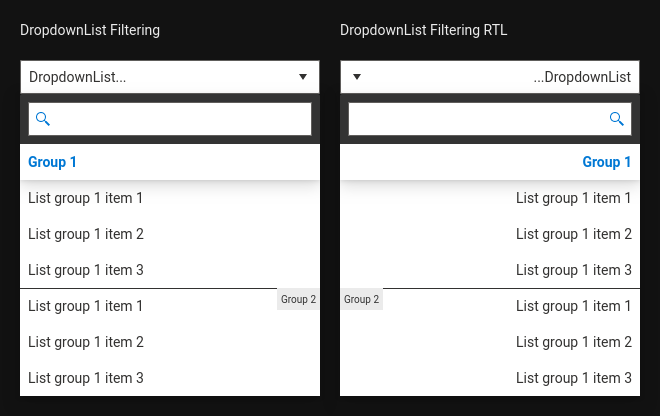 DropdownList Filtering
DropdownList...
Group 1
List group 1 item 1
List group 1 item 2
List group 1 item 3
Group 2
List group 1 item 1
List group 1 item 2
List group 1 item 3
DropdownList Filtering RTL
...DropdownList
Group 1
List group 1 item 1
List group 1 item 2
List group 1 item 3
Group 2
List group 1 item 1
List group 1 item 2
List group 1 item 3